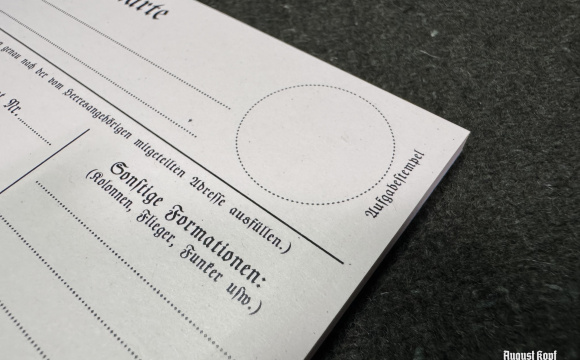 karte
genau nach der vom Heeresangehörigen mitgeteilten Adresse ausfüllen.)
Nr.
Aufgabestempel
Sonstige Formationen:
(Kolonnen, Flieger, Funker usw.)
August Kopf